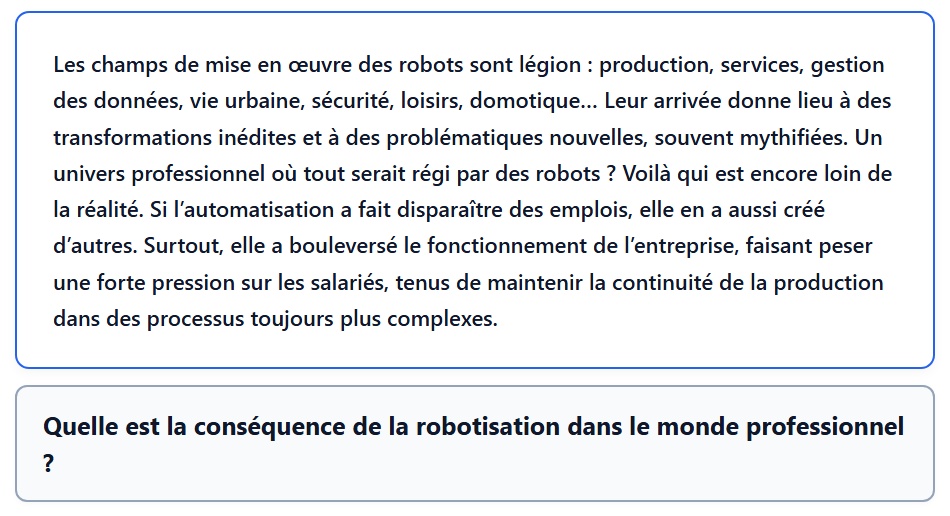 Les champs de mise en œuvre des robots sont légion : production, services, gestion
des données, vie urbaine, sécurité, loisirs, domotique… Leur arrivée donne lieu à des
transformations inédites et à des problématiques nouvelles, souvent mythifiées. Un
univers professionnel où tout serait régi par des robots ? Voilà qui est encore loin de
la réalité. Si l’automatisation a fait disparaître des emplois, elle en a aussi créé
d’autres. Surtout, elle a bouleversé le fonctionnement de l’entreprise, faisant peser
une forte pression sur les salariés, tenus de maintenir la continuité de la production
dans des processus toujours plus complexes.
Quelle est la conséquence de la robotisation dans le monde professionnel
?